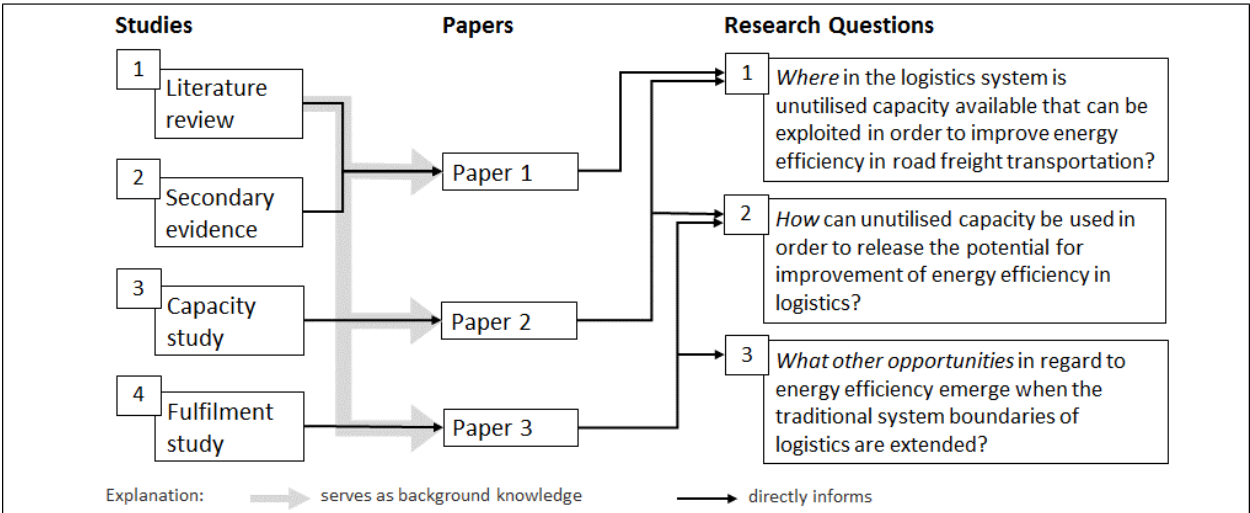 Studies
Papers
Research Questions
1
Literature
review
2
Secondary
evidence
3
Capacity
study
4
Fulfilment
study
Paper 1
Paper 2
Paper 3
1
Where in the logistics system is
unutilised capacity available that can be
exploited in order to improve energy
efficiency in road freight transportation?
2
How can unutilised capacity be used in
order to release the potential for
improvement of energy efficiency in
logistics?
3
What other opportunities in regard to
energy efficiency emerge when the
traditional system boundaries of
logistics are extended?
Explanation:
serves as background knowledge
directly informs